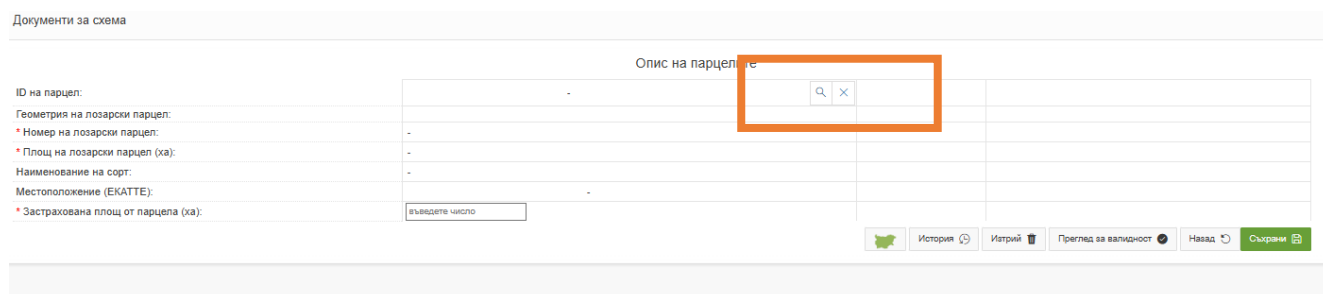 Документи за схема
Опис на парцелите
ID на парцел: -
Геометрия на лозарски парцел:
* Номер на лозарски парцел: -
* Площ на лозарски парцел (ха): -
Наименование на сорт: -
Местоположение (ЕКАТТЕ): -
* Застрахована площ от парцела (ха): въведете число
История Изтрий Преглед за валидност Назад Съхрани